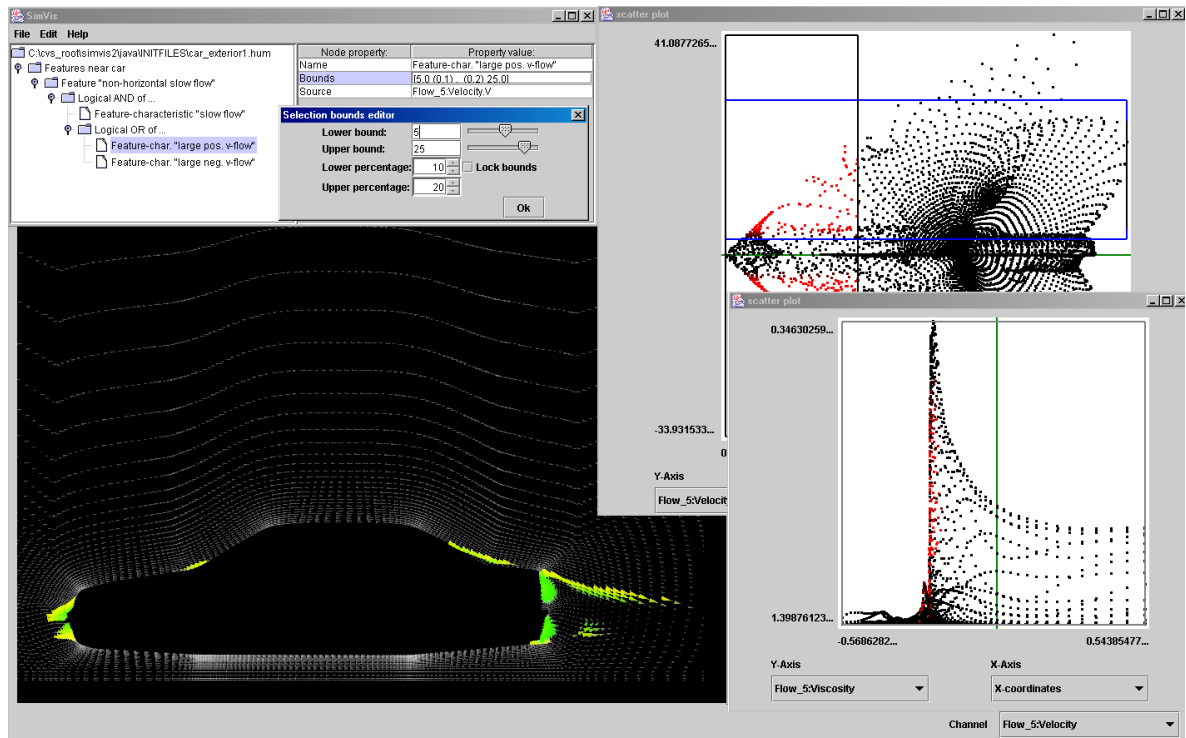 SimVis
File Edit Help
C:\cvs_root\simvis2\java\INITFILES\car_exterior1.hum
Features near car
Feature "non-horizontal slow flow"
Logical AND of ...
Feature-characteristic "slow flow"
Logical OR of ...
Feature-char. "large pos. v-flow"
Feature-char. "large neg. v-flow"
Node property: Property value:
Name Feature-char. "large pos. v-flow"
Bounds [5.0 (0.1) , (0.2) 25.0]
Source Flow_5:Velocity.V
Selection bounds editor
Lower bound: 5
Upper bound: 25
Lower percentage: 10 Lock bounds
Upper percentage: 20
Ok
scatter plot
41.0877265...
-33.931533...
0
Y-Axis
Flow_5:Velocit
scatter plot
0.34630259...
1.39876123...
-0.5686282... 0.54385477...
Y-Axis X-Axis
Flow_5:Viscosity X-coordinates
Channel Flow_5:Velocity